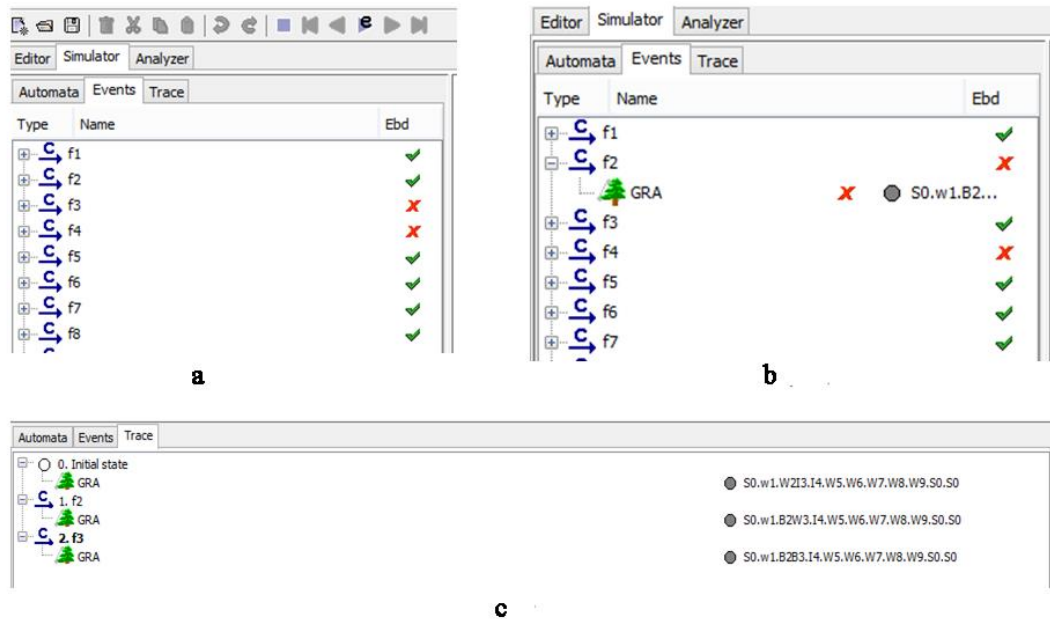 Editor Simulator Analyzer
Automata Events Trace
Type Name Ebd
C f1
C f2
C f3
C f4
C f5
C f6
C f7
C f8
a
Editor Simulator Analyzer
Automata Events Trace
Type Name Ebd
C f1
C f2
GRA S0.w1.B2...
C f3
C f4
C f5
C f6
C f7
b
Automata Events Trace
0. Initial state
GRA S0.w1.W2I3.I4.W5.W6.W7.W8.W9.S0.S0
C 1. f2
GRA S0.w1.B2W3.I4.W5.W6.W7.W8.W9.S0.S0
C 2. f3
GRA S0.w1.B2B3.I4.W5.W6.W7.W8.W9.S0.S0
c